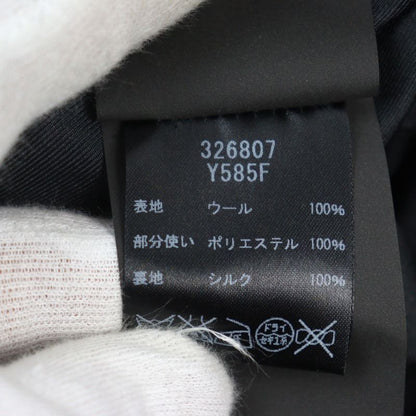 326807
Y585F
表地 ウール 100%
部分使い ポリエステル 100%
裏地 シルク 100%
ドライ